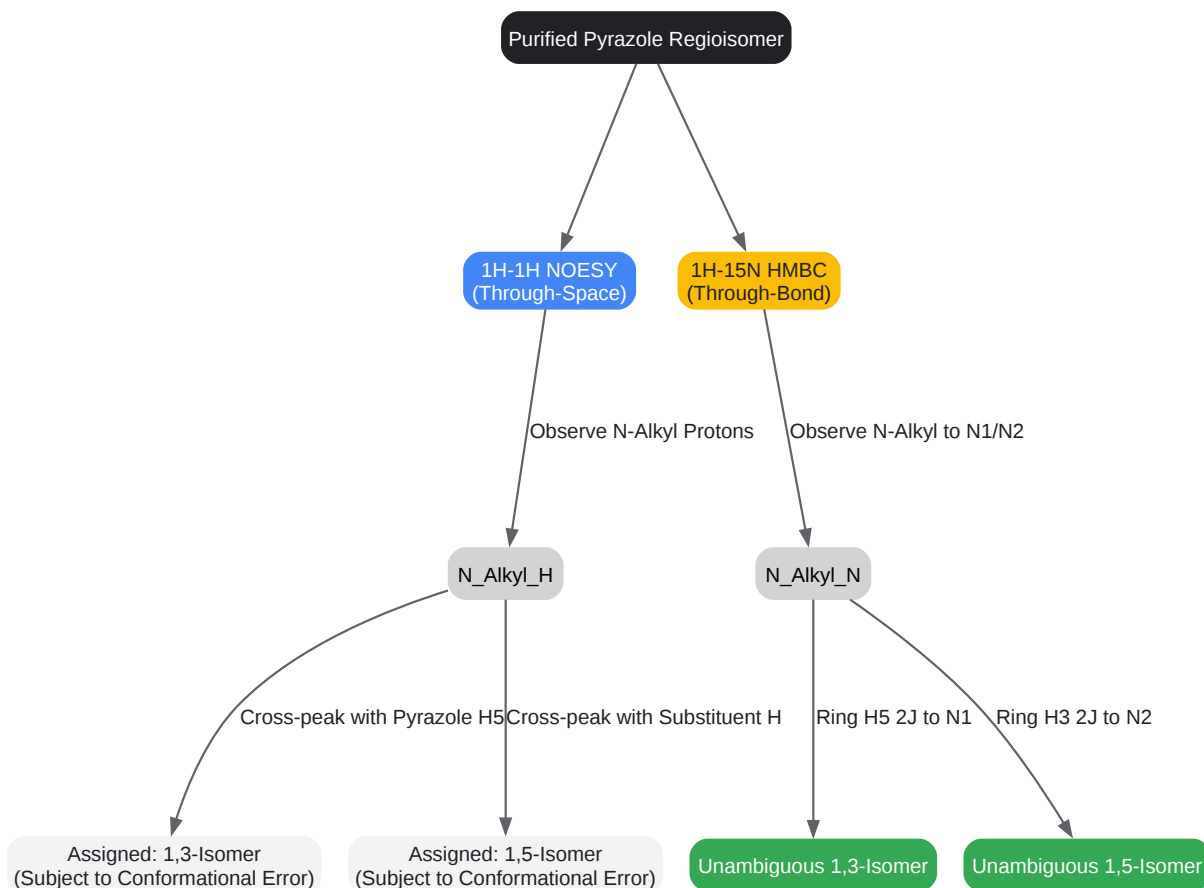 Purified Pyrazole Regioisomer
1H-1H NOESY
(Through-Space)
1H-15N HMBC
(Through-Bond)
Observe N-Alkyl Protons
Observe N-Alkyl to N1/N2
N_Alkyl_H
N_Alkyl_N
Cross-peak with Pyrazole H5
Cross-peak with Substituent H
Ring H5 2J to N1
Ring H3 2J to N2
Assigned: 1,3-Isomer
(Subject to Conformational Error)
Assigned: 1,5-Isomer
(Subject to Conformational Error)
Unambiguous 1,3-Isomer
Unambiguous 1,5-Isomer